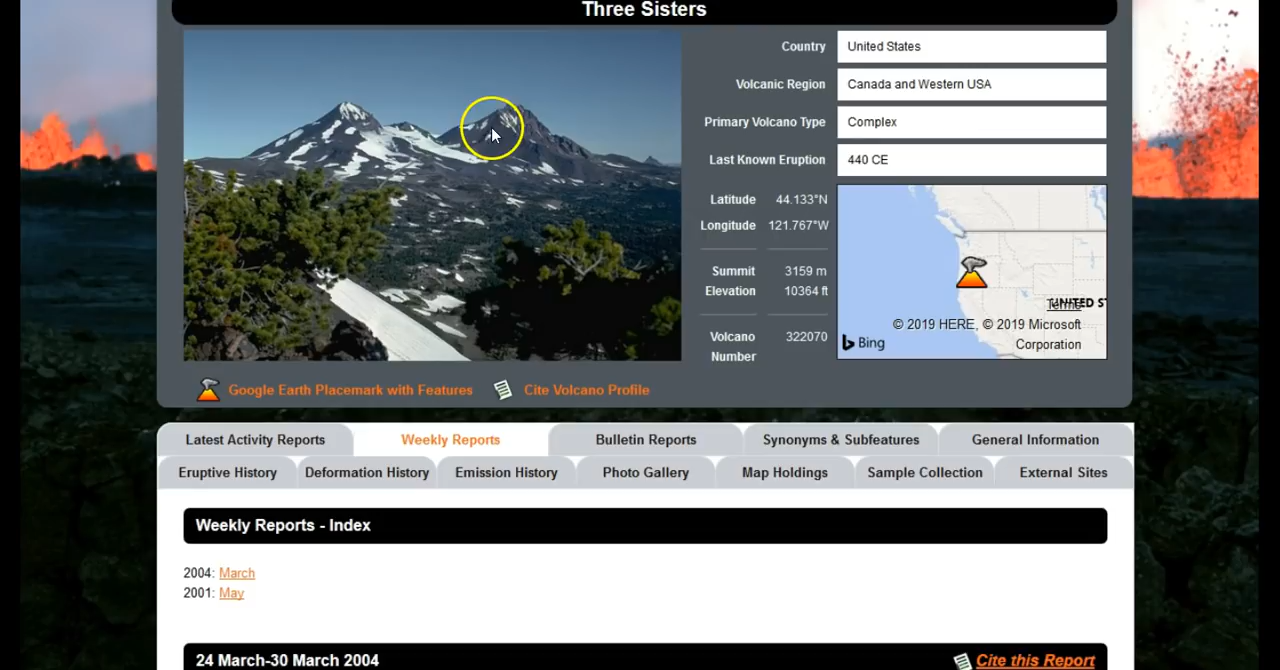 Three Sisters
Country United States
Volcanic Region Canada and Western USA
Primary Volcano Type Complex
Last Known Eruption 440 CE
Latitude 44.133°N
Longitude 121.767°W
Summit 3159 m
Elevation 10364 ft
Volcano 322070
Number
UNITED ST
Terms
© 2019 HERE, © 2019 Microsoft
Corporation
Bing
Google Earth Placemark with Features Cite Volcano Profile
Latest Activity Reports Weekly Reports Bulletin Reports Synonyms & Subfeatures General Information
Eruptive History Deformation History Emission History Photo Gallery Map Holdings Sample Collection External Sites
Weekly Reports - Index
2004: March
2001: May
24 March-30 March 2004 Cite this Report